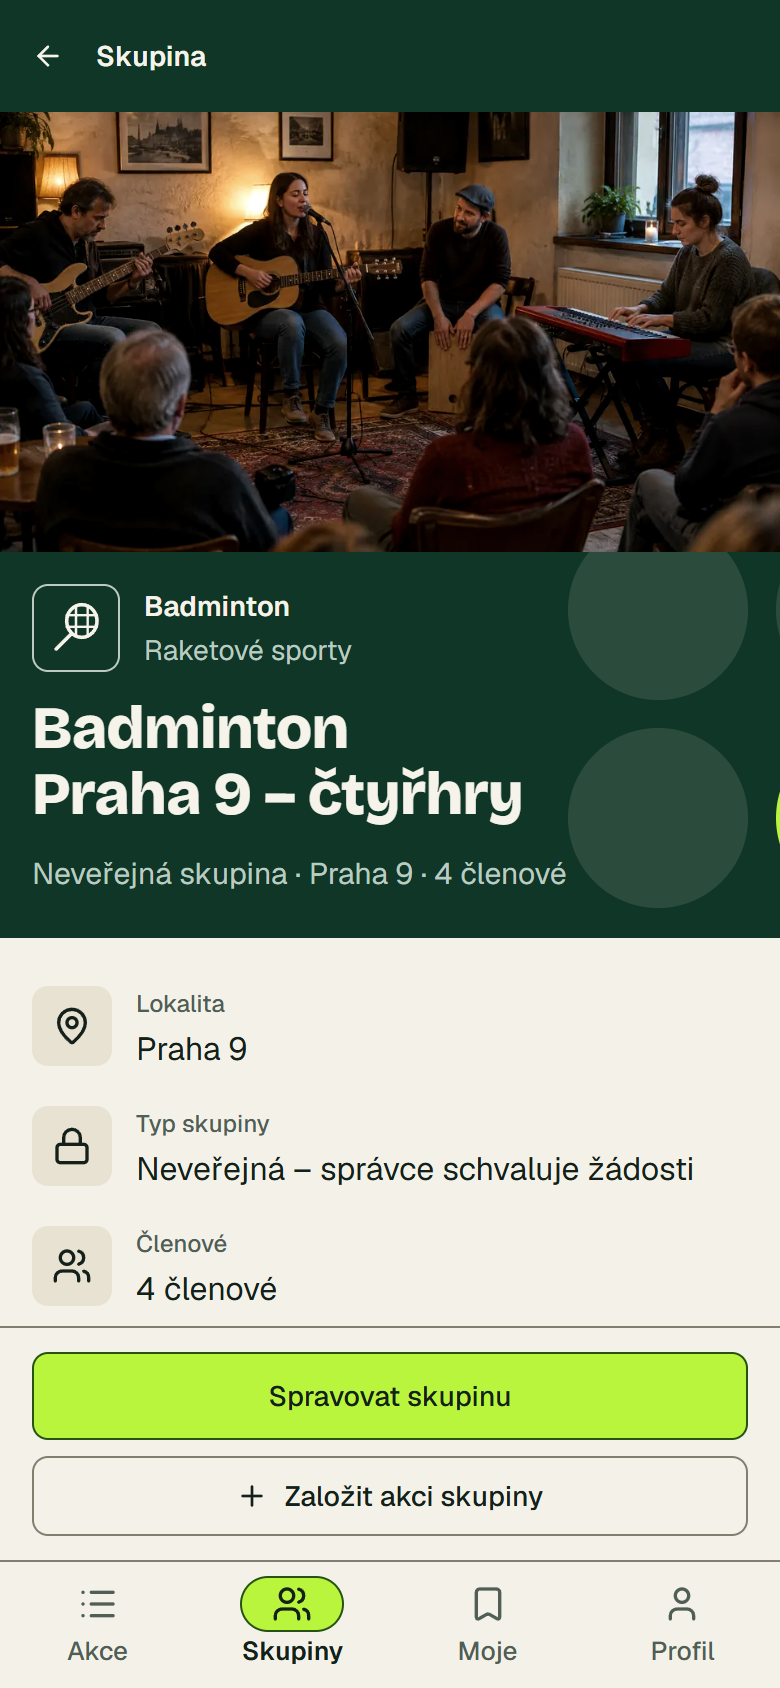 Skupina
Badminton
Raketové sporty
Badminton
Praha 9 – čtyřhry
Neveřejná skupina · Praha 9 · 4 členové
Lokalita
Praha 9
Typ skupiny
Neveřejná – správce schvaluje žádosti
Členové
4 členové
Spravovat skupinu
Založit akci skupiny
Akce
Skupiny
Moje
Profil